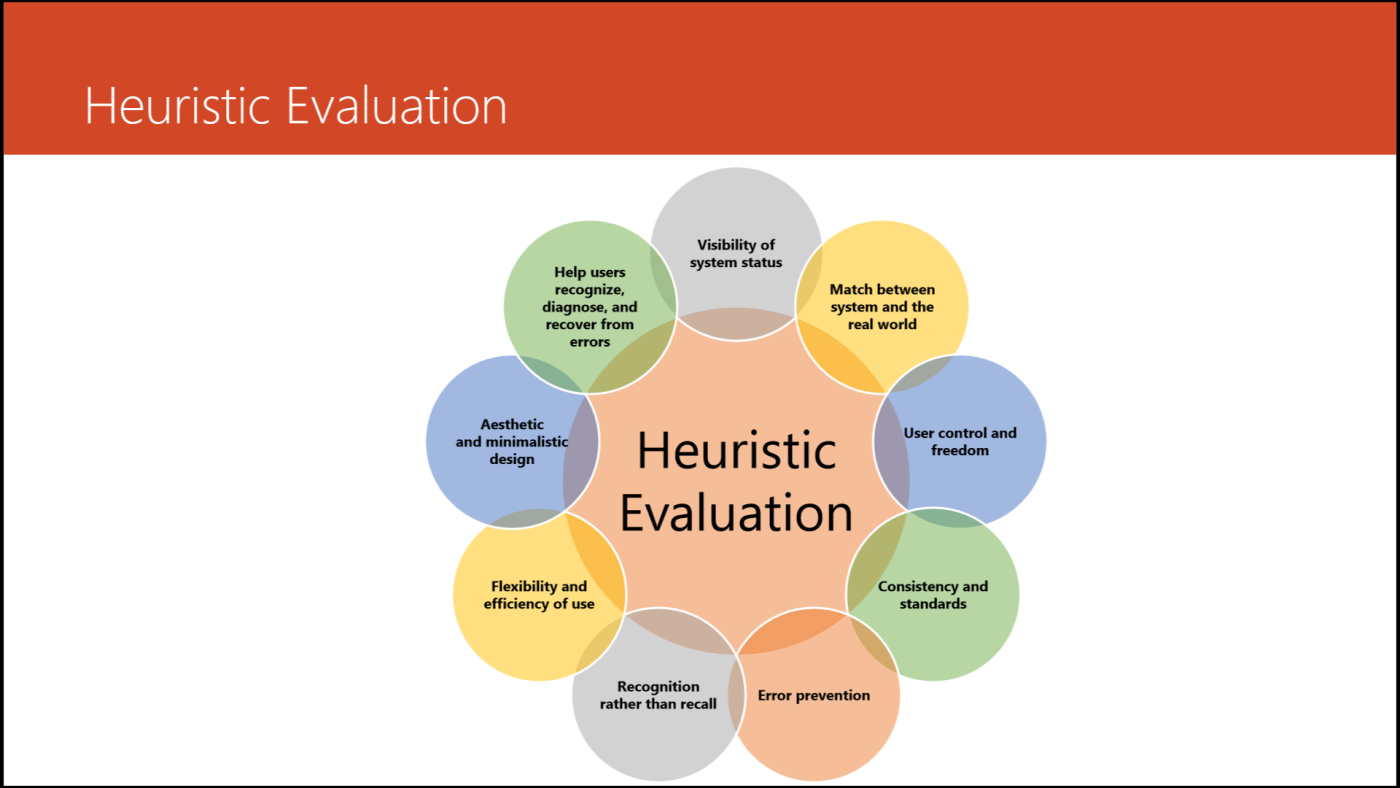 Heuristic Evaluation
Visibility of
system status
Match between
system and the
real world
User control and
freedom
Consistency and
standards
Error prevention
Recognition
rather than recall
Flexibility and
efficiency of use
Aesthetic
and minimalistic
design
Help users
recognize,
diagnose, and
recover from
errors
Heuristic
Evaluation